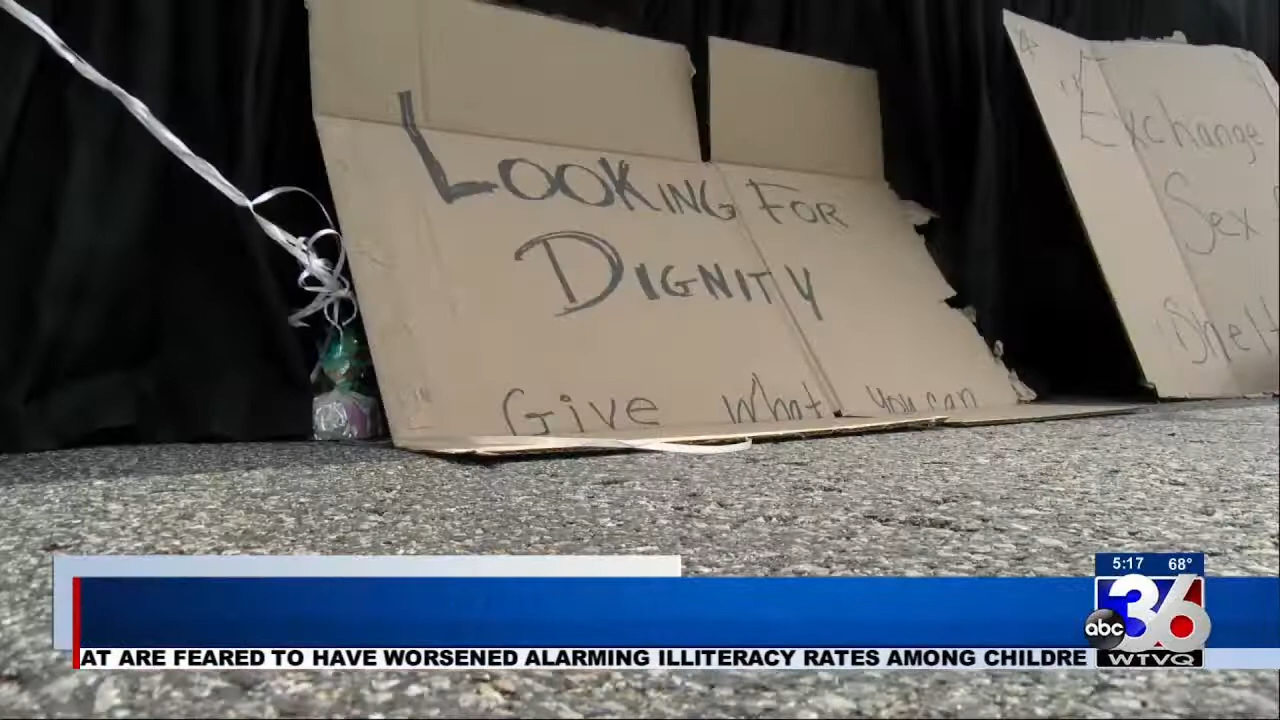 LOOKING FOR
DIGNITY
Give What you can
"Exchange
Sex
Shelt
5:17 68°
abc 36
WTVQ
AT ARE FEARED TO HAVE WORSENED ALARMING ILLITERACY RATES AMONG CHILDRE